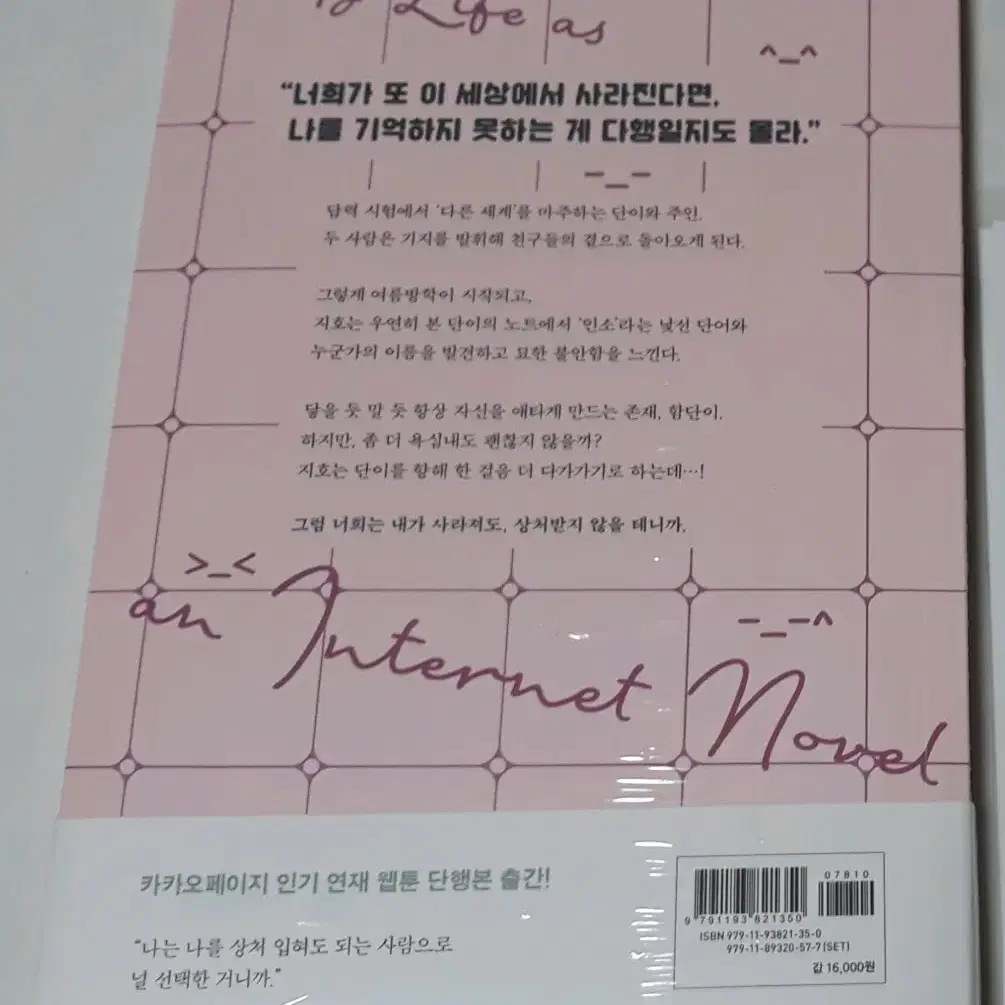 Life as
^_^
“너희가 또 이 세상에서 사라진다면,
나를 기억하지 못하는 게 다행일지도 몰라.”
-_-
담력 시험에서 ‘다른 세계’를 마주하는 단이와 주인.
두 사람은 기지를 발휘해 친구들의 곁으로 돌아오게 된다.
그렇게 여름방학이 시작되고,
지호는 우연히 본 단이의 노트에서 ‘인소’라는 낯선 단어와
누군가의 이름을 발견하고 묘한 불안함을 느낀다.
닿을 듯 말 듯 항상 자신을 애타게 만드는 존재, 함단이.
하지만, 좀 더 욕심내도 괜찮지 않을까?
지호는 단이를 향해 한 걸음 더 다가가기로 하는데…!
그럼 너희는 내가 사라져도, 상처받지 않을 테니까.
>_<
-_-^
an Internet Novel
카카오페이지 인기 연재 웹툰 단행본 출간!
“나는 나를 상처 입혀도 되는 사람으로
널 선택한 거니까.”
07810
9 791193 821350
ISBN 979-11-93821-35-0
979-11-89320-57-7(SET)
값 16,000원